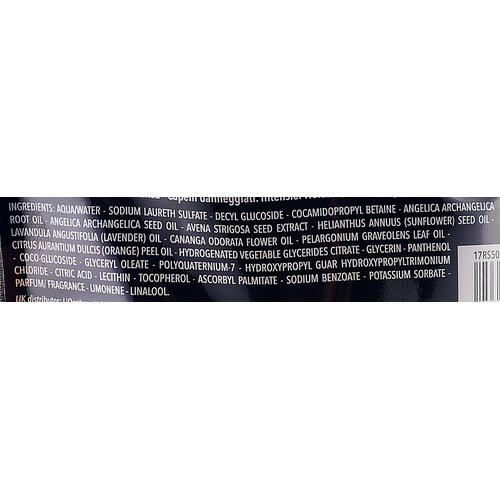 capelli danneggiati.
INGREDIENTS: AQUA/WATER - SODIUM LAURETH SULFATE - DECYL GLUCOSIDE - COCAMIDOPROPYL BETAINE - ANGELICA ARCHANGELICA
ROOT OIL - ANGELICA ARCHANGELICA SEED OIL - AVENA STRIGOSA SEED EXTRACT - HELIANTHUS ANNUUS (SUNFLOWER) SEED OIL -
LAVANDULA ANGUSTIFOLIA (LAVENDER) OIL - CANANGA ODORATA FLOWER OIL - PELARGONIUM GRAVEOLENS LEAF OIL -
CITRUS AURANTIUM DULCIS (ORANGE) PEEL OIL - HYDROGENATED VEGETABLE GLYCERIDES CITRATE - GLYCERIN - PANTHENOL
- COCO-GLUCOSIDE - GLYCERYL OLEATE - POLYQUATERNIUM-7 - HYDROXYPROPYL GUAR HYDROXYPROPYLTRIMONIUM
CHLORIDE - CITRIC ACID - LECITHIN - TOCOPHEROL - ASCORBYL PALMITATE - SODIUM BENZOATE - POTASSIUM SORBATE -
PARFUM/ FRAGRANCE - LIMONENE - LINALOOL.
UK distributer:
17RS50